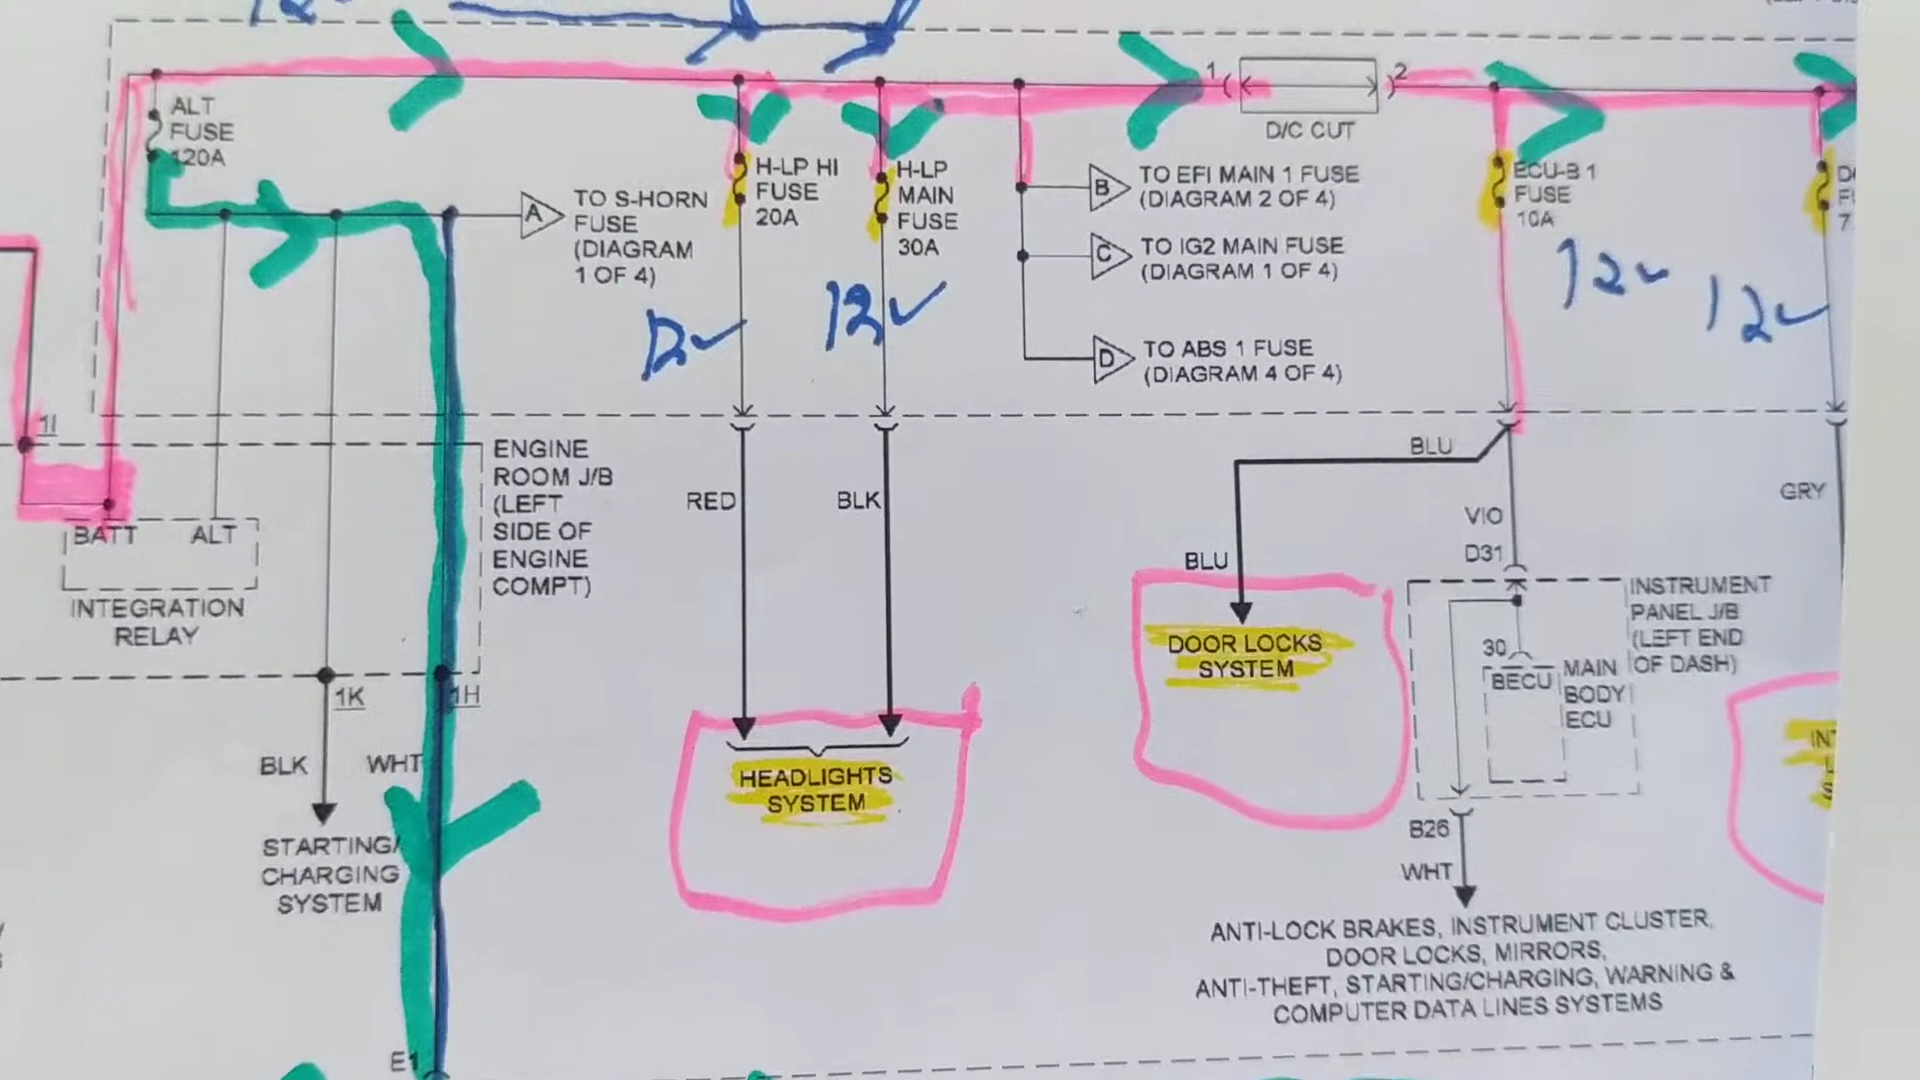 12
1
2
D/C CUT
ALT
FUSE
120A
H-LP HI
FUSE
20A
H-LP
MAIN
FUSE
30A
TO S-HORN
FUSE
(DIAGRAM
1 OF 4)
A
B
TO EFI MAIN 1 FUSE
(DIAGRAM 2 OF 4)
C
TO IG2 MAIN FUSE
(DIAGRAM 1 OF 4)
D
TO ABS 1 FUSE
(DIAGRAM 4 OF 4)
ECU-B 1
FUSE
10A
7
12v
12v
12v
12v
1I
ENGINE
ROOM J/B
(LEFT
SIDE OF
ENGINE
COMPT)
BATT
ALT
INTEGRATION
RELAY
RED
BLK
BLU
GRY
VIO
D31
BLU
INSTRUMENT
PANEL J/B
(LEFT END
OF DASH)
30
BECU
MAIN
BODY
ECU
DOOR LOCKS
SYSTEM
1K
1H
BLK
WHT
HEADLIGHTS
SYSTEM
STARTING/
CHARGING
SYSTEM
B26
WHT
ANTI-LOCK BRAKES, INSTRUMENT CLUSTER,
DOOR LOCKS, MIRRORS,
ANTI-THEFT, STARTING/CHARGING, WARNING &
COMPUTER DATA LINES SYSTEMS
E1